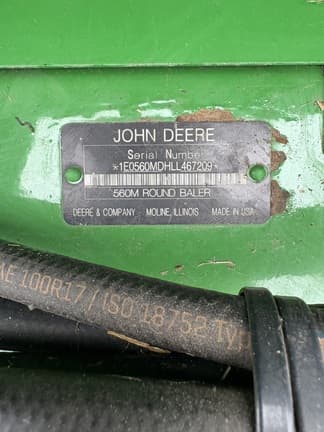 JOHN DEERE
Serial Number
*1E0560MDHLL467209*
560M ROUND BALER
DEERE & COMPANY MOLINE, ILLINOIS MADE IN USA
AE 100R17/ISO 18752 Typ